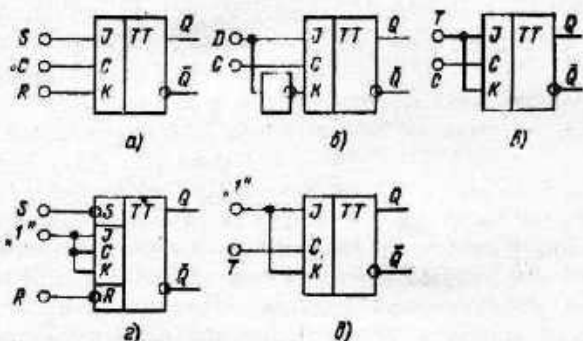 S J TT Q
C C
R K Q̅
а)
D J TT Q
C C
K Q̅
б)
T J TT Q
C C
K Q̅
в)
S S TT Q
„1" J
C
K Q̅
R R
г)
„1" J TT Q
T C
K Q̅
д)